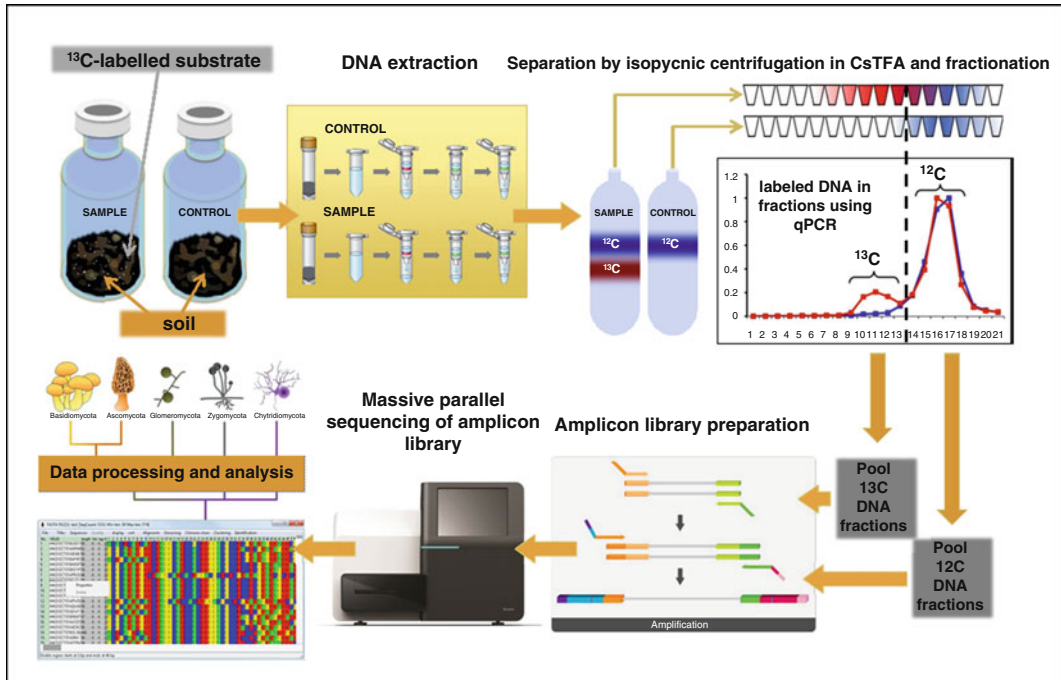 ¹³C-labelled substrate
SAMPLE
CONTROL
soil
DNA extraction
CONTROL
SAMPLE
Separation by isopycnic centrifugation in CsTFA and fractionation
SAMPLE
CONTROL
¹²C
¹³C
¹²C
labeled DNA in
fractions using
qPCR
¹³C
¹²C
1.2
1
0.8
0.6
0.4
0.2
0
1 2 3 4 5 6 7 8 9 10 11 12 13 14 15 16 17 18 19 20 21
Pool
13C
DNA
fractions
Pool
12C
DNA
fractions
Amplicon library preparation
Amplification
Massive parallel
sequencing of amplicon
library
Basidiomycota
Ascomycota
Glomeromycota
Zygomycota
Chytridiomycota
Data processing and analysis